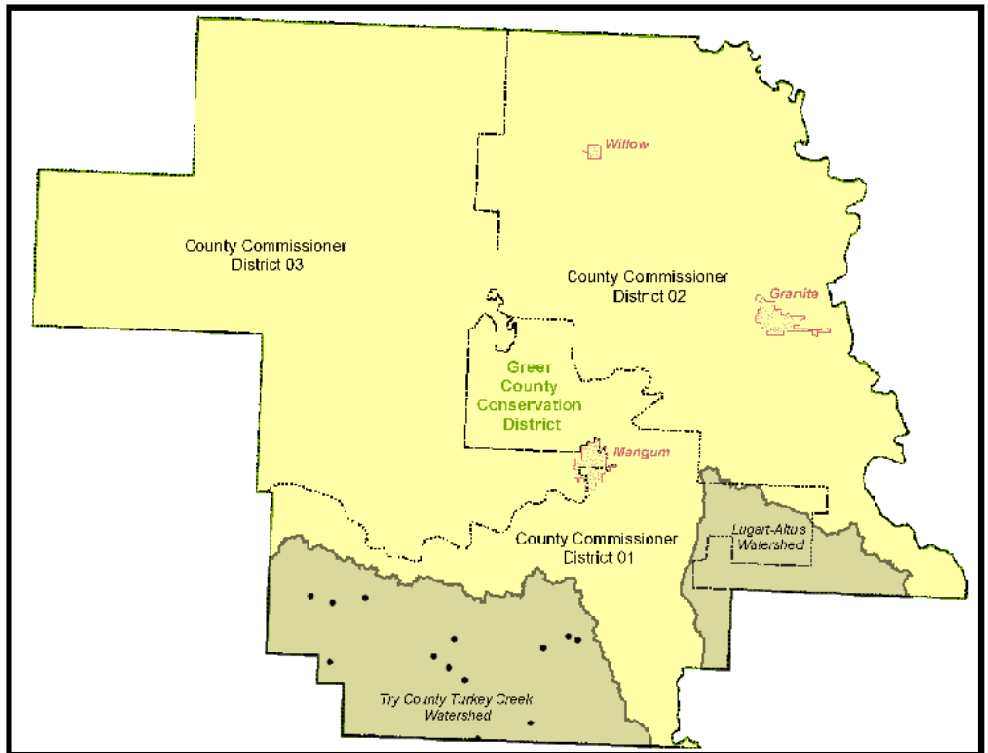 Willow
County Commissioner
District 03
County Commissioner
District 02
Granite
Greer
County
Conservation
District
Mangum
Lugart-Altus
Watershed
County Commissioner
District 01
Try County Turkey Creek
Watershed